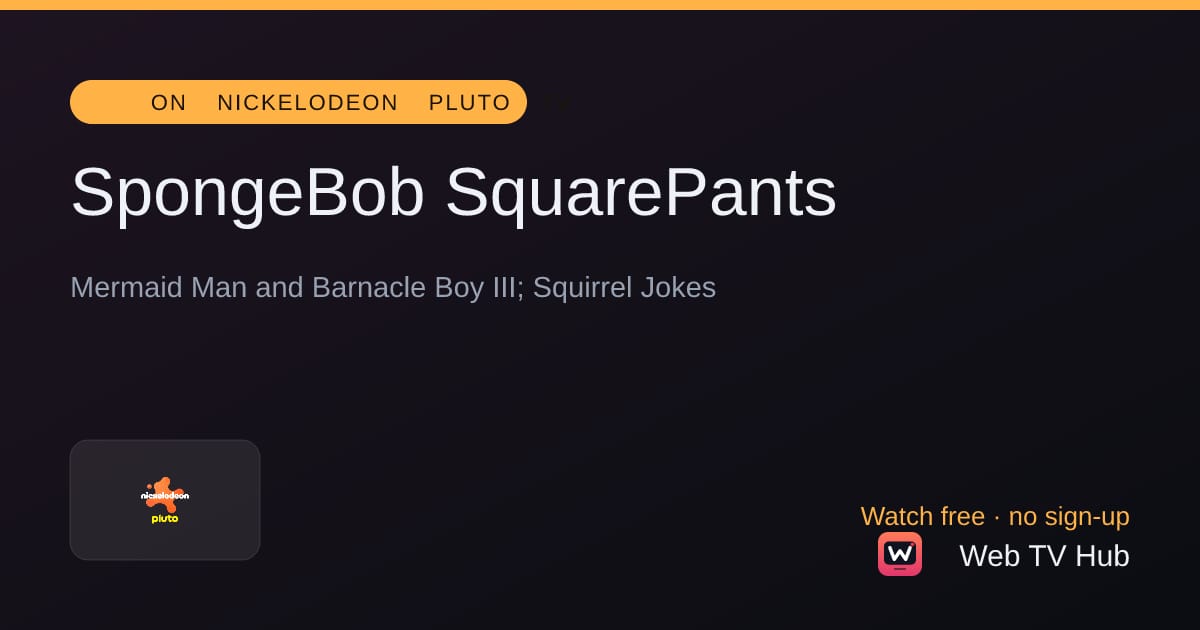 ON NICKELODEON PLUTO
SpongeBob SquarePants
Mermaid Man and Barnacle Boy III; Squirrel Jokes
nickelodeon
pluto
Watch free · no sign-up
W
Web TV Hub